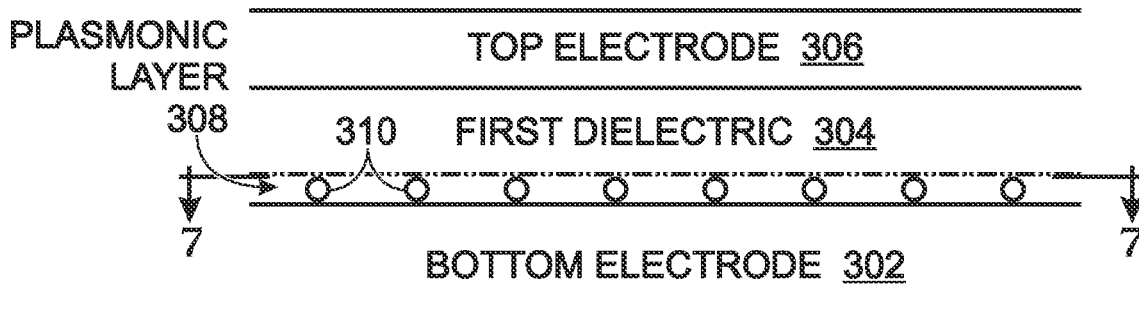 PLASMONIC
LAYER
308
TOP ELECTRODE 306
310
FIRST DIELECTRIC 304
7
7
BOTTOM ELECTRODE 302